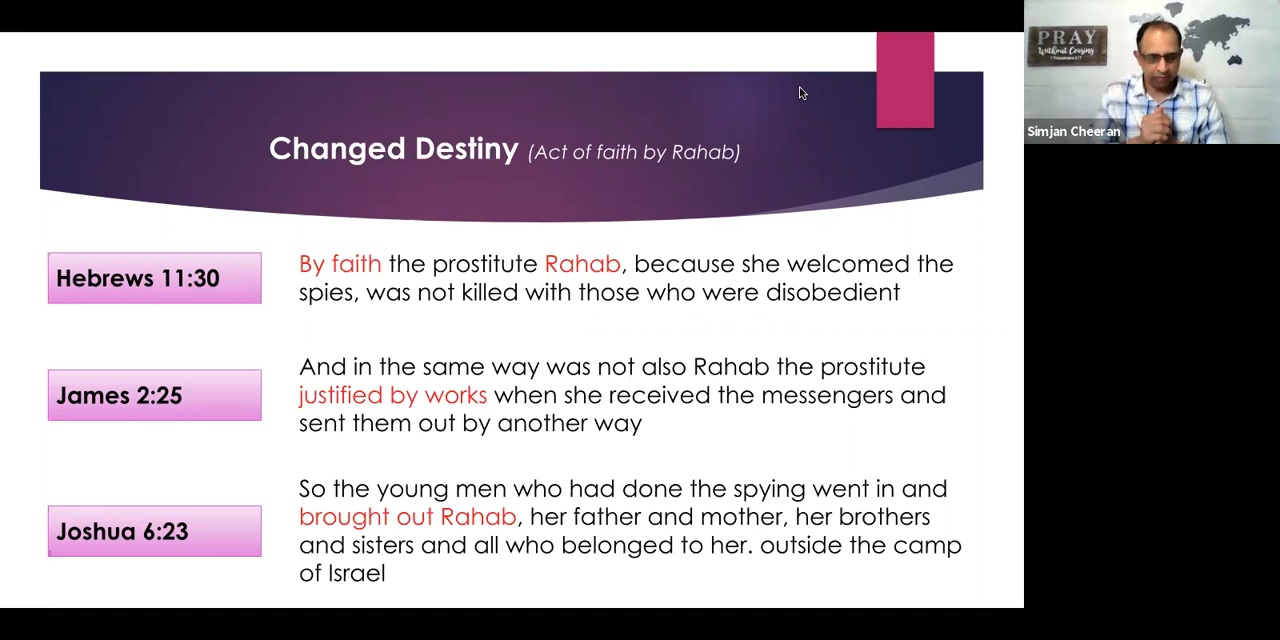 Changed Destiny (Act of faith by Rahab)
Hebrews 11:30
By faith the prostitute Rahab, because she welcomed the
spies, was not killed with those who were disobedient
James 2:25
And in the same way was not also Rahab the prostitute
justified by works when she received the messengers and
sent them out by another way
Joshua 6:23
So the young men who had done the spying went in and
brought out Rahab, her father and mother, her brothers
and sisters and all who belonged to her. outside the camp
of Israel
PRAY
Without Ceasing
Simjan Cheeran